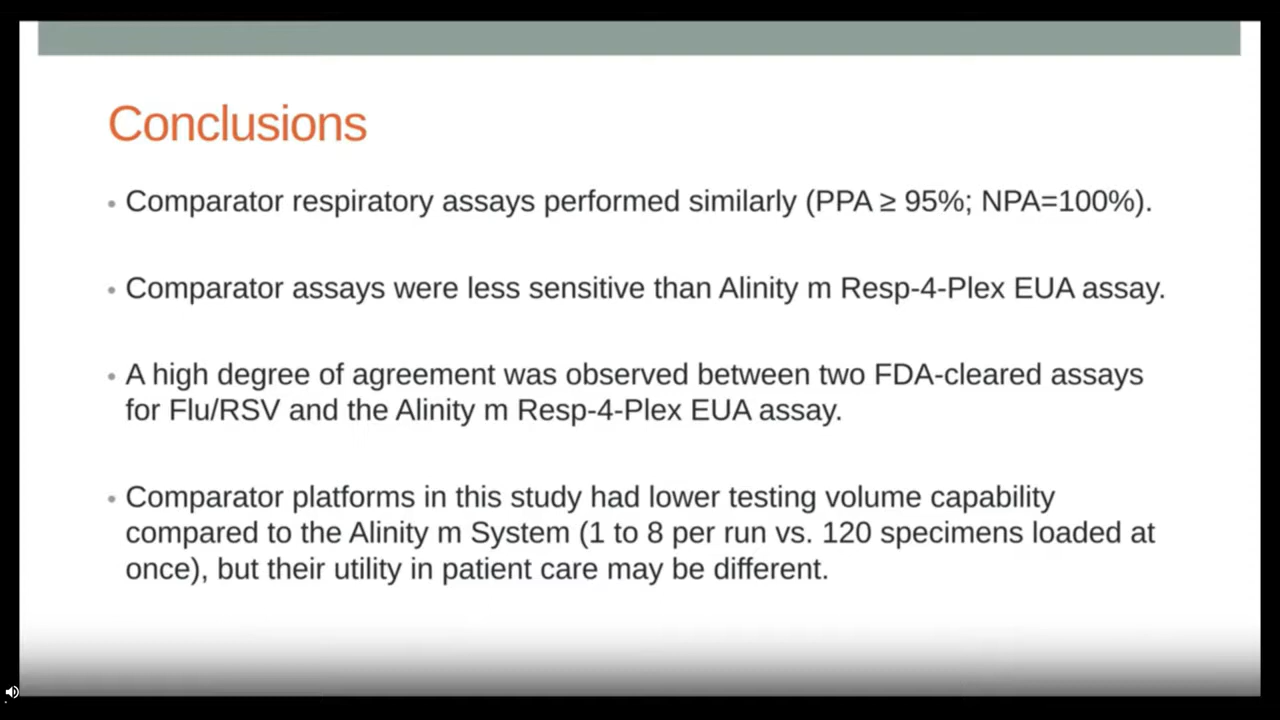 Conclusions
• Comparator respiratory assays performed similarly (PPA ≥ 95%; NPA=100%).
• Comparator assays were less sensitive than Alinity m Resp-4-Plex EUA assay.
• A high degree of agreement was observed between two FDA-cleared assays
for Flu/RSV and the Alinity m Resp-4-Plex EUA assay.
• Comparator platforms in this study had lower testing volume capability
compared to the Alinity m System (1 to 8 per run vs. 120 specimens loaded at
once), but their utility in patient care may be different.